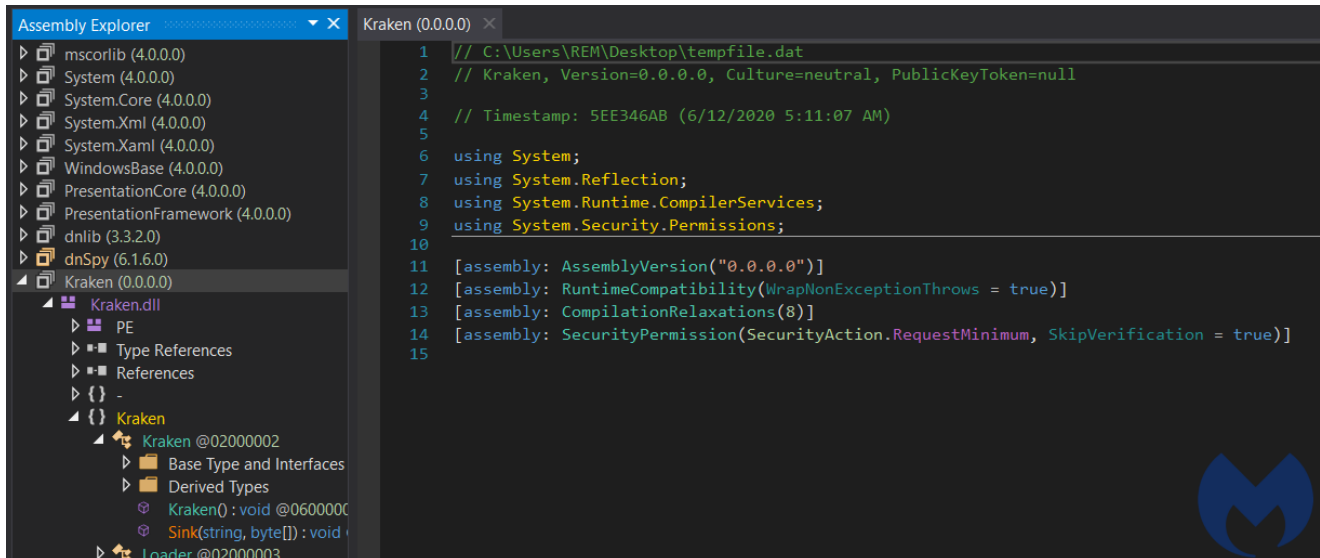 Assembly Explorer
mscorlib (4.0.0.0)
System (4.0.0.0)
System.Core (4.0.0.0)
System.Xml (4.0.0.0)
System.Xaml (4.0.0.0)
WindowsBase (4.0.0.0)
PresentationCore (4.0.0.0)
PresentationFramework (4.0.0.0)
dnlib (3.3.2.0)
dnSpy (6.1.6.0)
Kraken (0.0.0.0)
Kraken.dll
PE
Type References
References
{} -
{} Kraken
Kraken @02000002
Base Type and Interfaces
Derived Types
Kraken() : void @0600000
Sink(string, byte[]) : void
Loader @02000003
Kraken (0.0.0.0)
1 // C:\Users\REM\Desktop\tempfile.dat
2 // Kraken, Version=0.0.0.0, Culture=neutral, PublicKeyToken=null
3
4 // Timestamp: 5EE346AB (6/12/2020 5:11:07 AM)
5
6 using System;
7 using System.Reflection;
8 using System.Runtime.CompilerServices;
9 using System.Security.Permissions;
10
11 [assembly: AssemblyVersion("0.0.0.0")]
12 [assembly: RuntimeCompatibility(WrapNonExceptionThrows = true)]
13 [assembly: CompilationRelaxations(8)]
14 [assembly: SecurityPermission(SecurityAction.RequestMinimum, SkipVerification = true)]
15